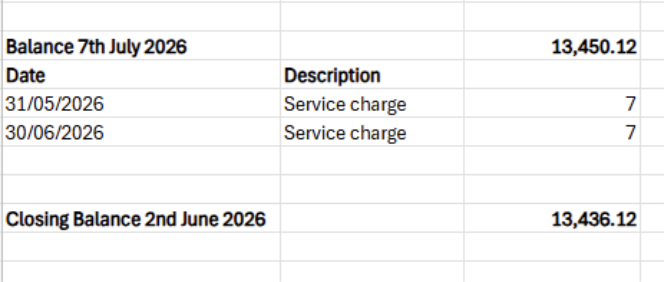 Balance 7th July 2026 13,450.12
Date Description
31/05/2026 Service charge 7
30/06/2026 Service charge 7
Closing Balance 2nd June 2026 13,436.12